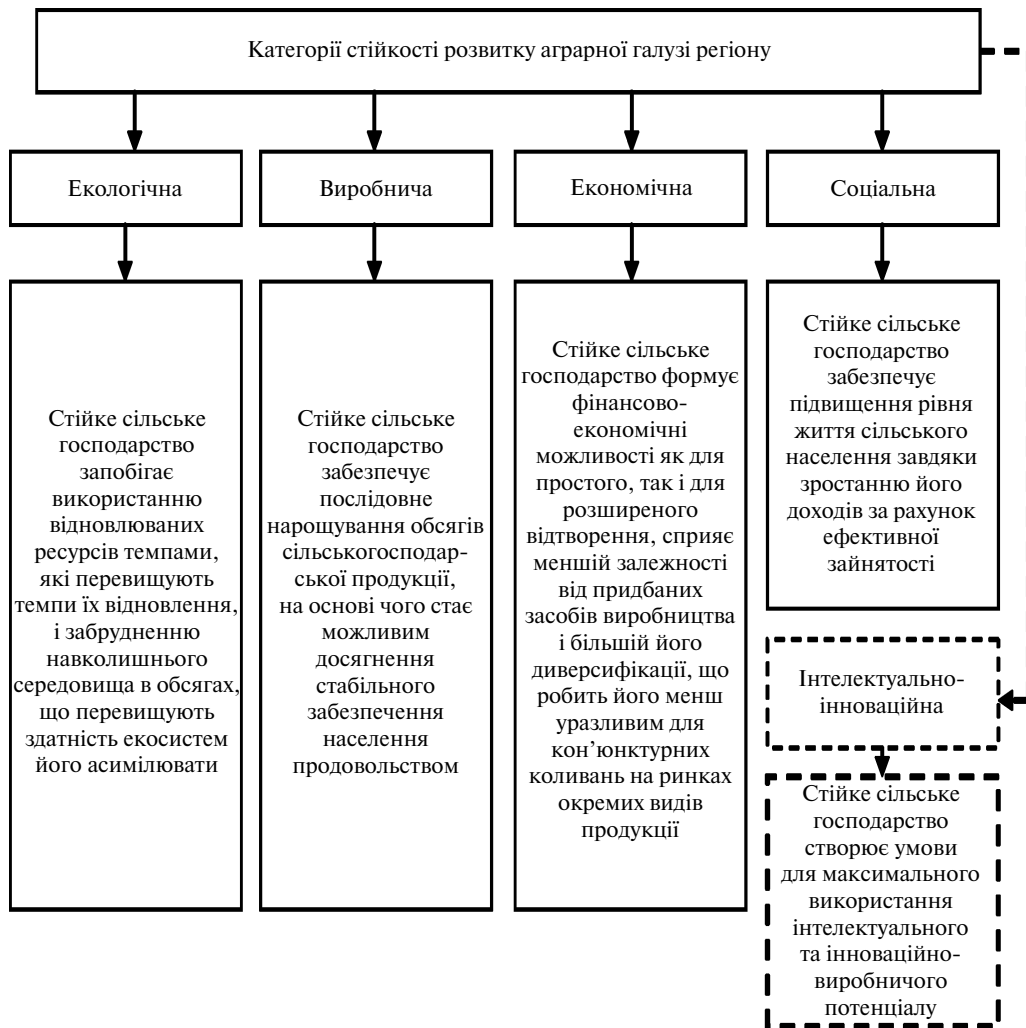 Категорії стійкості розвитку аграрної галузі регіону
Екологічна
Виробнича
Економічна
Соціальна
Стійке сільське
господарство
запобігає
використанню
відновлюваних
ресурсів темпами,
які перевищують
темпи їх відновлення,
і забрудненню
навколишнього
середовища в обсягах,
що перевищують
здатність екосистем
його асимілювати
Стійке сільське
господарство
забезпечує
послідовне
нарощування обсягів
сільськогосподар-
ської продукції,
на основі чого стає
можливим
досягнення
стабільного
забезпечення
населення
продовольством
Стійке сільське
господарство формує
фінансово-
економічні
можливості як для
простого, так і для
розширеного
відтворення, сприяє
меншій залежності
від придбаних
засобів виробництва
і більшій його
диверсифікації, що
робить його менш
уразливим для
кон’юнктурних
коливань на ринках
окремих видів
продукції
Стійке сільське
господарство
забезпечує
підвищення рівня
життя сільського
населення завдяки
зростанню його
доходів за рахунок
ефективної
зайнятості
Інтелектуально-
інноваційна
Стійке сільське
господарство
створює умови
для максимального
використання
інтелектуального
та інноваційно-
виробничого
потенціалу